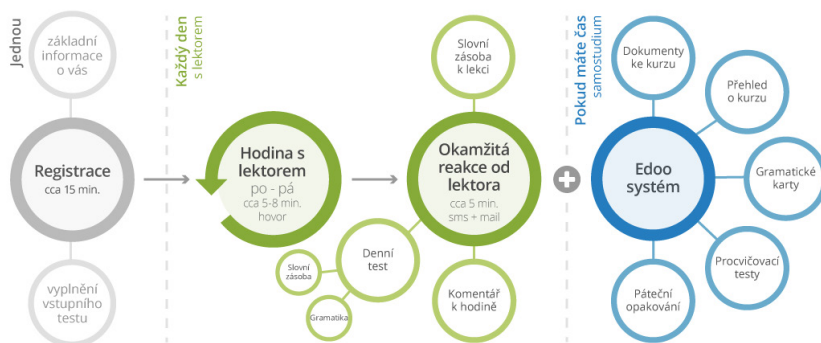 Jednou
základní
informace
o vás
Registrace
cca 15 min.
vyplnění
vstupního
testu
Každý den
s lektorem
Hodina s
lektorem
po - pá
cca 5-8 min.
hovor
Slovní
zásoba
k lekci
Okamžitá
reakce od
lektora
cca 5 min.
sms + mail
Denní
test
Slovní
zásoba
Gramatika
Komentář
k hodině
Pokud máte čas
samostudium
Dokumenty
ke kurzu
Přehled
o kurzu
Edoo
systém
Gramatické
karty
Procvičovací
testy
Páteční
opakování